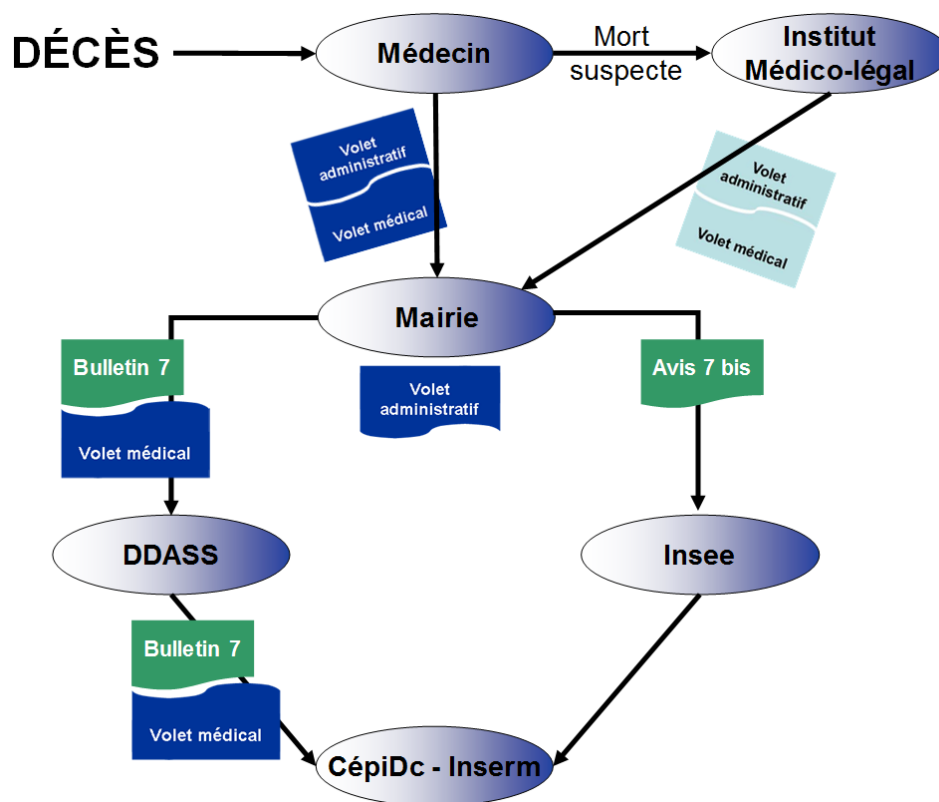 DÉCÈS
Médecin
Mort
suspecte
Institut
Médico-légal
Volet
administratif
Volet médical
Volet
administratif
Volet médical
Mairie
Bulletin 7
Volet médical
Volet
administratif
Avis 7 bis
DDASS
Insee
Bulletin 7
Volet médical
CépiDc - Inserm